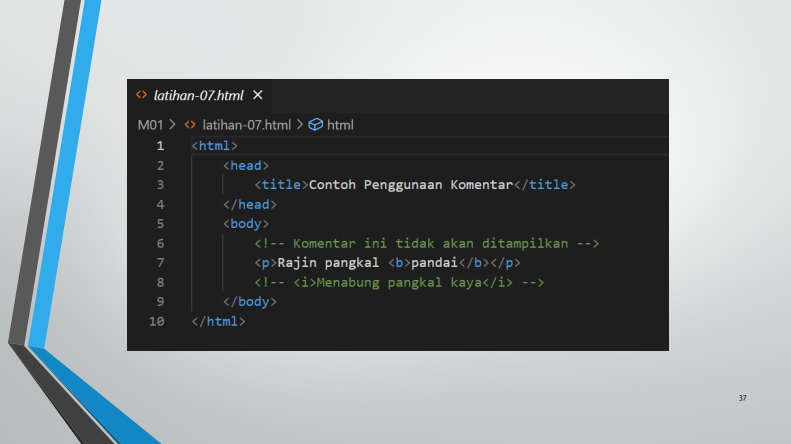 latihan-07.html ×
M01 > latihan-07.html > html
1 <html>
2 <head>
3 <title>Contoh Penggunaan Komentar</title>
4 </head>
5 <body>
6 <!-- Komentar ini tidak akan ditampilkan -->
7 <p>Rajin pangkal <b>pandai</b></p>
8 <!-- <i>Menabung pangkal kaya</i> -->
9 </body>
10 </html>
37